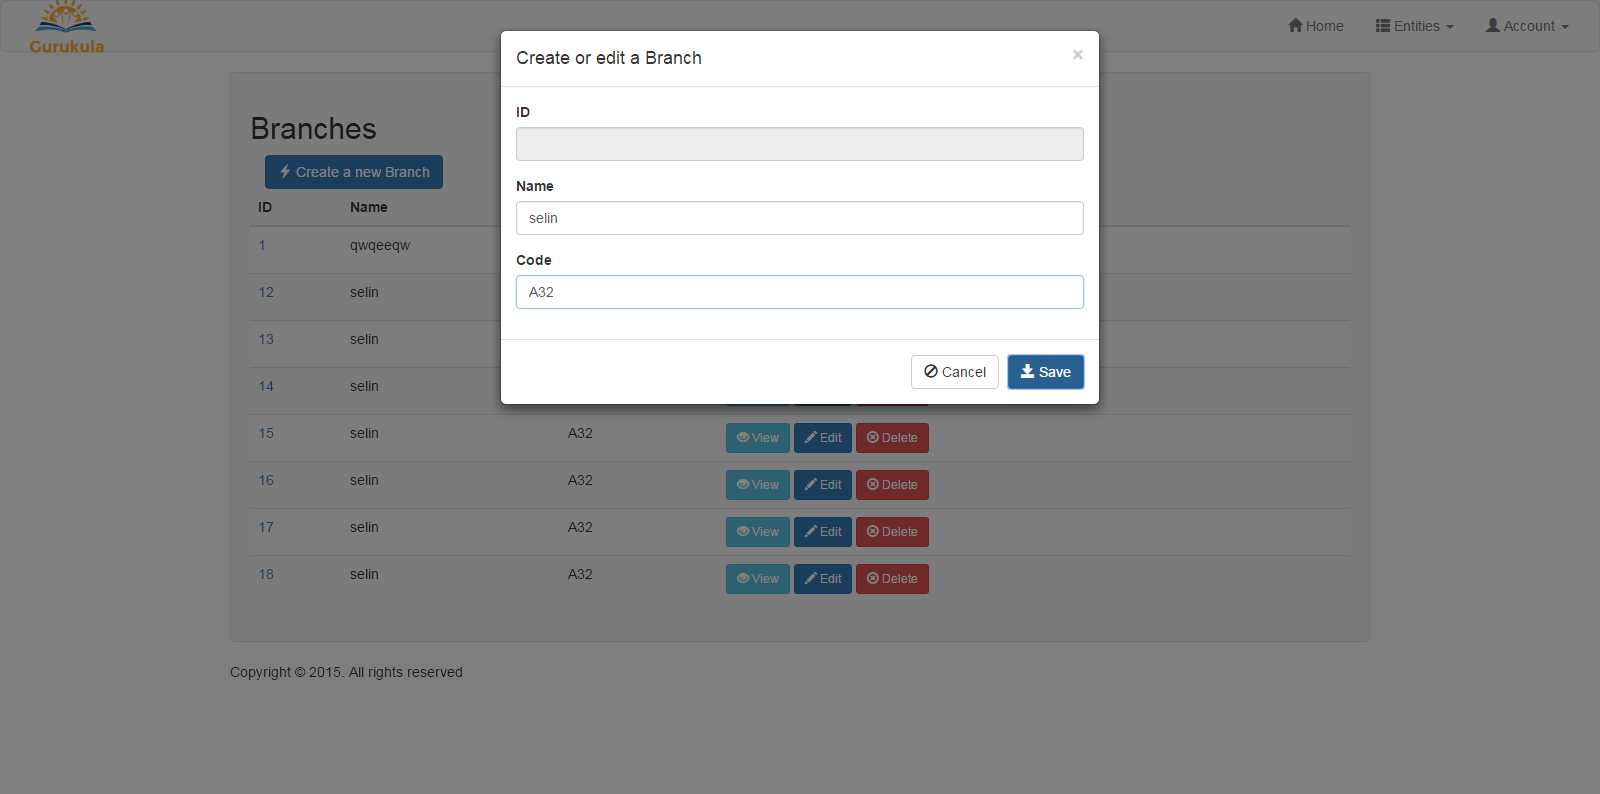 Gurukula
Home Entities Account
Create or edit a Branch ×
ID
Name
selin
Code
A32
Cancel Save
Branches
Create a new Branch
ID Name
1 qwqeeqw
12 selin
13 selin
14 selin
15 selin A32 View Edit Delete
16 selin A32 View Edit Delete
17 selin A32 View Edit Delete
18 selin A32 View Edit Delete
Copyright © 2015. All rights reserved